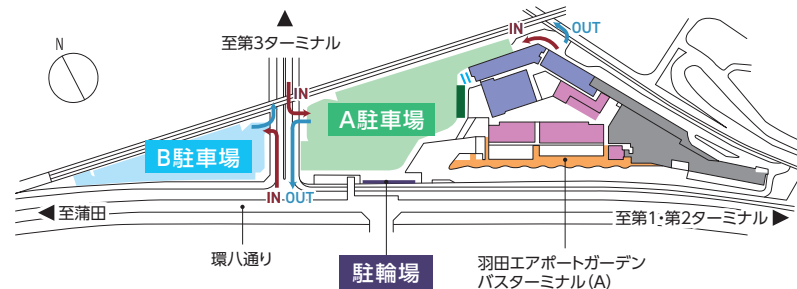 至第3ターミナル
N
IN
OUT
IN
A駐車場
B駐車場
IN
OUT
至蒲田
至第1・第2ターミナル
環八通り
駐輪場
羽田エアポートガーデン
バスターミナル(A)